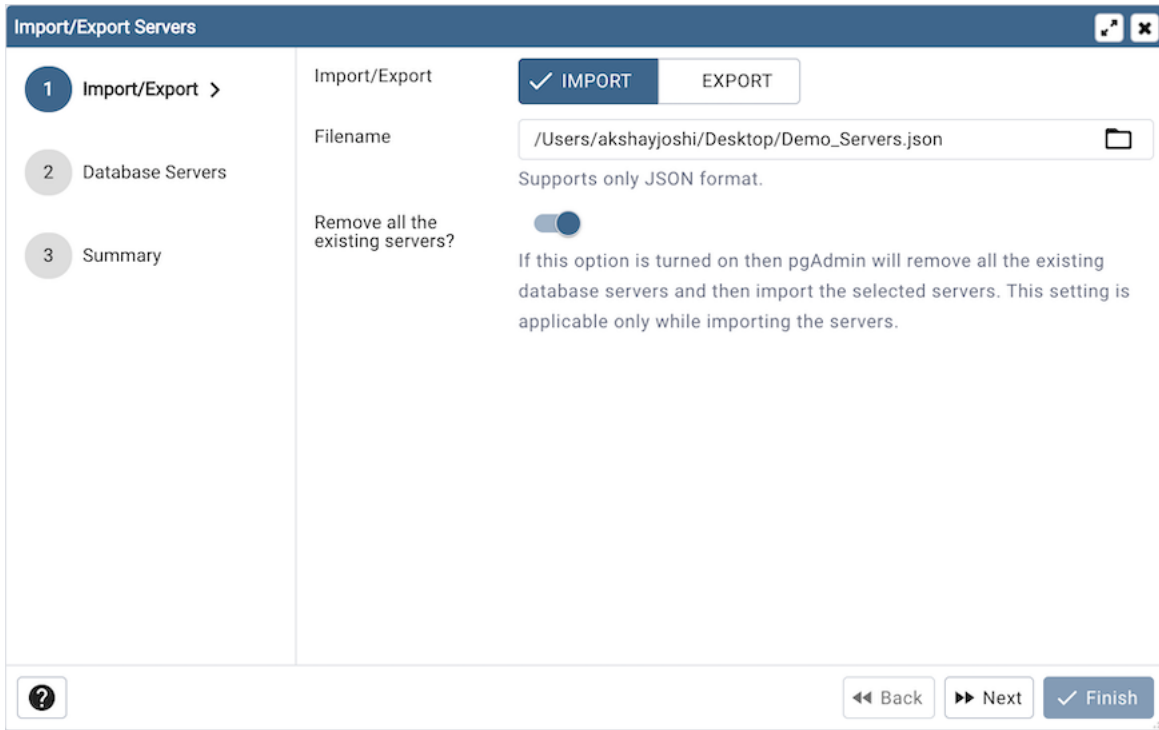 Import/Export Servers
1 Import/Export
2 Database Servers
3 Summary
Import/Export
IMPORT EXPORT
Filename
/Users/akshayjoshi/Desktop/Demo_Servers.json
Supports only JSON format.
Remove all the
existing servers?
If this option is turned on then pgAdmin will remove all the existing
database servers and then import the selected servers. This setting is
applicable only while importing the servers.
? Back Next Finish